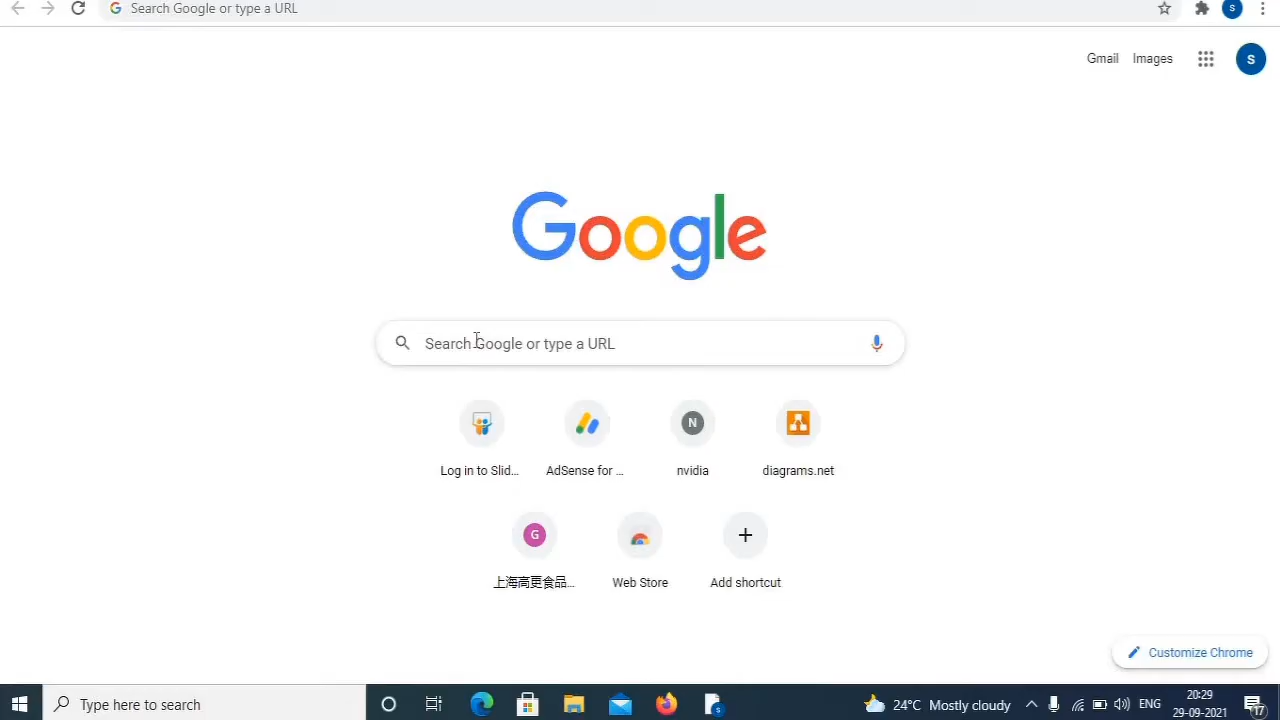 Search Google or type a URL
S
Gmail Images
S
Google
Search Google or type a URL
N
Log in to Slid... AdSense for ... nvidia diagrams.net
G
上海高更食品... Web Store Add shortcut
Customize Chrome
Type here to search
S
24°C Mostly cloudy
ENG
20:29
29-09-2021
17